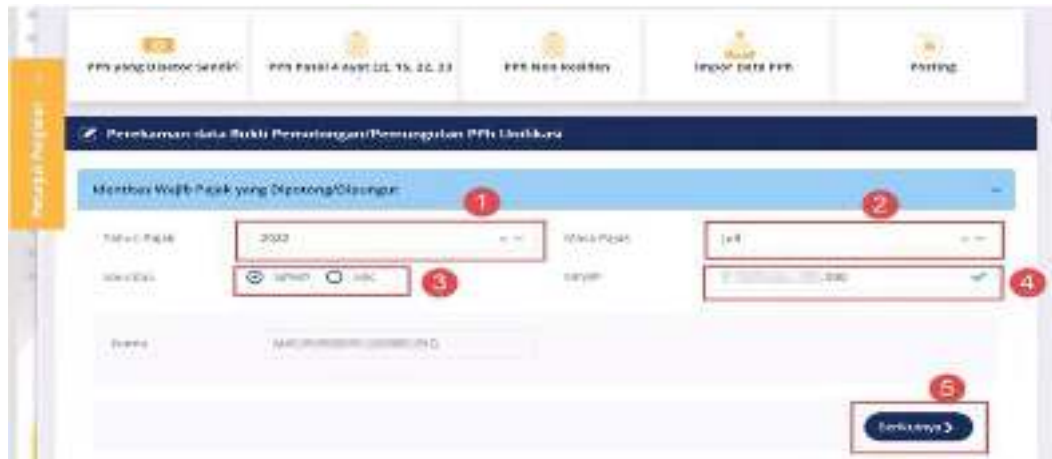 PPh yang Disetor Sendiri
PPh Pasal 4 ayat (2), 15, 22, 23
PPh Non Residen
Impor Data PPh
Posting
Perekaman data Bukti Pemotongan/Pemungutan PPh Unifikasi
Identitas Wajib Pajak yang Dipotong/Dipungut
1
2
Tahun Pajak
2022
Masa Pajak
Juli
Identitas
NPWP
NIK
3
NPWP
4
Nama
5
Berikutnya